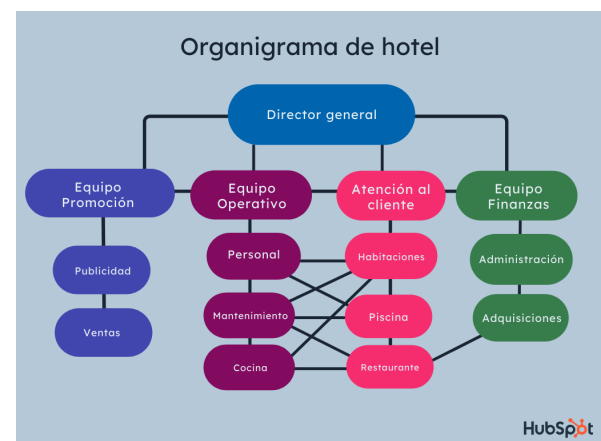 Organigrama de hotel
Director general
Equipo
Promoción
Equipo
Operativo
Atención al
cliente
Equipo
Finanzas
Publicidad
Personal
Habitaciones
Administración
Ventas
Mantenimiento
Piscina
Adquisiciones
Cocina
Restaurante
HubSpot